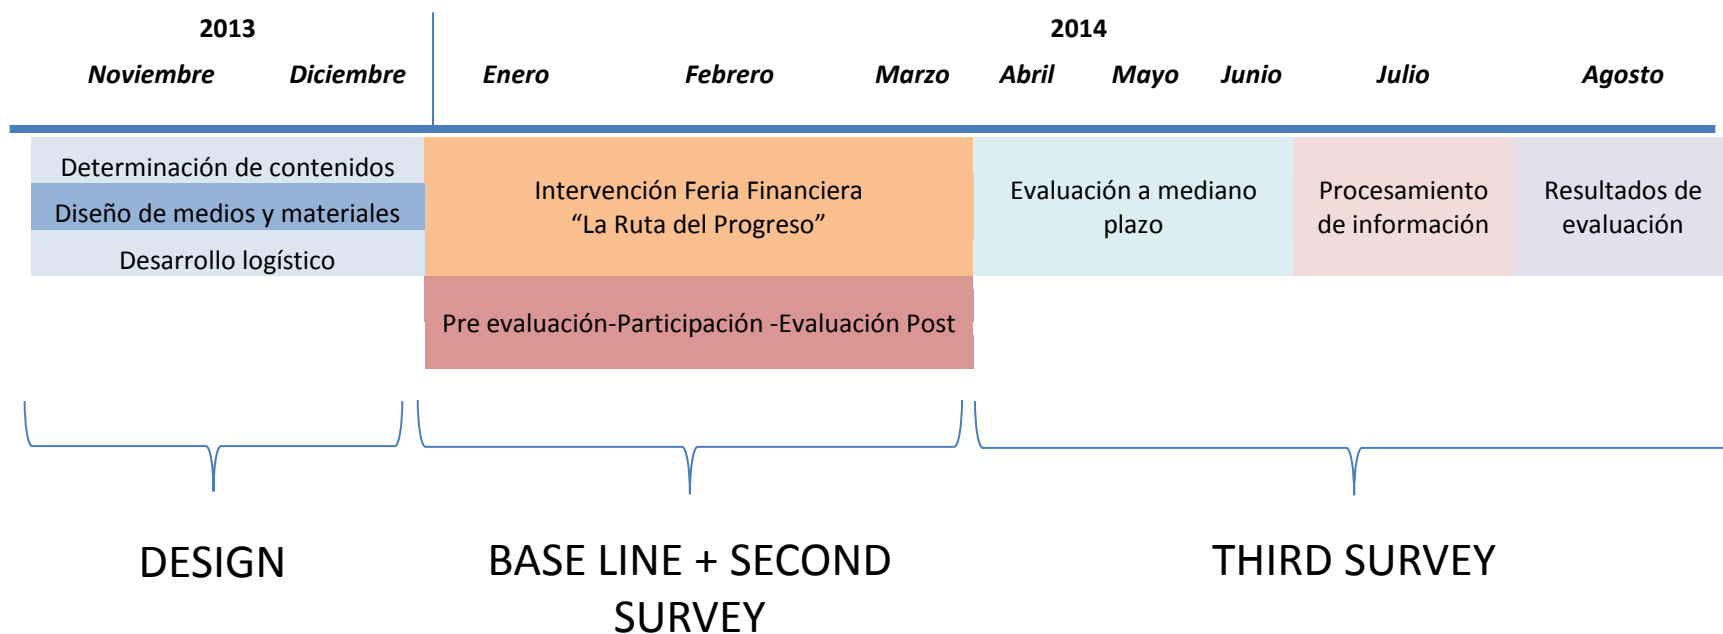 2013
2014
Noviembre
Diciembre
Enero
Febrero
Marzo
Abril
Mayo
Junio
Julio
Agosto
Determinación de contenidos
Diseño de medios y materiales
Desarrollo logístico
Intervención Feria Financiera
“La Ruta del Progreso”
Evaluación a mediano
plazo
Procesamiento
de información
Resultados de
evaluación
Pre evaluación-Participación -Evaluación Post
DESIGN
BASE LINE + SECOND
SURVEY
THIRD SURVEY